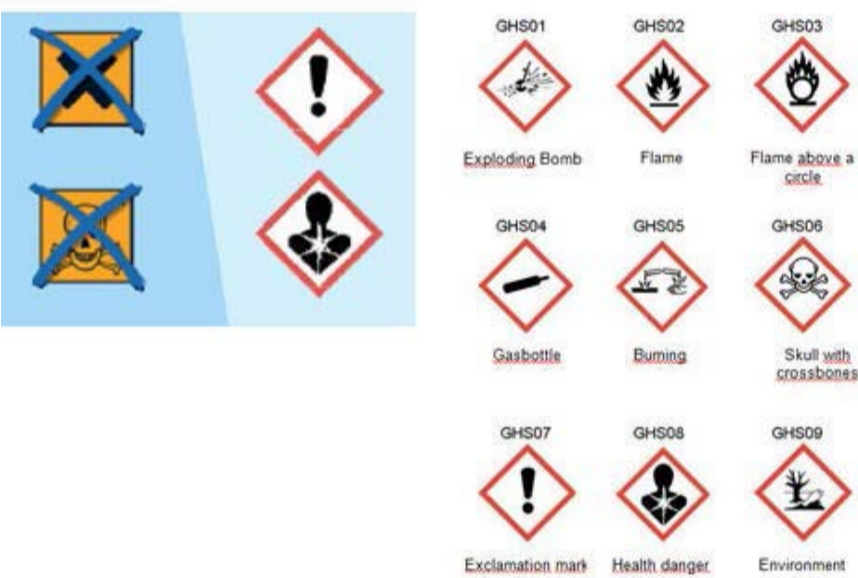 GHS01 GHS02 GHS03
Exploding Bomb Flame Flame above a
circle
GHS04 GHS05 GHS06
Gasbottle Burning Skull with
crossbones
GHS07 GHS08 GHS09
Exclamation mark Health danger Environment